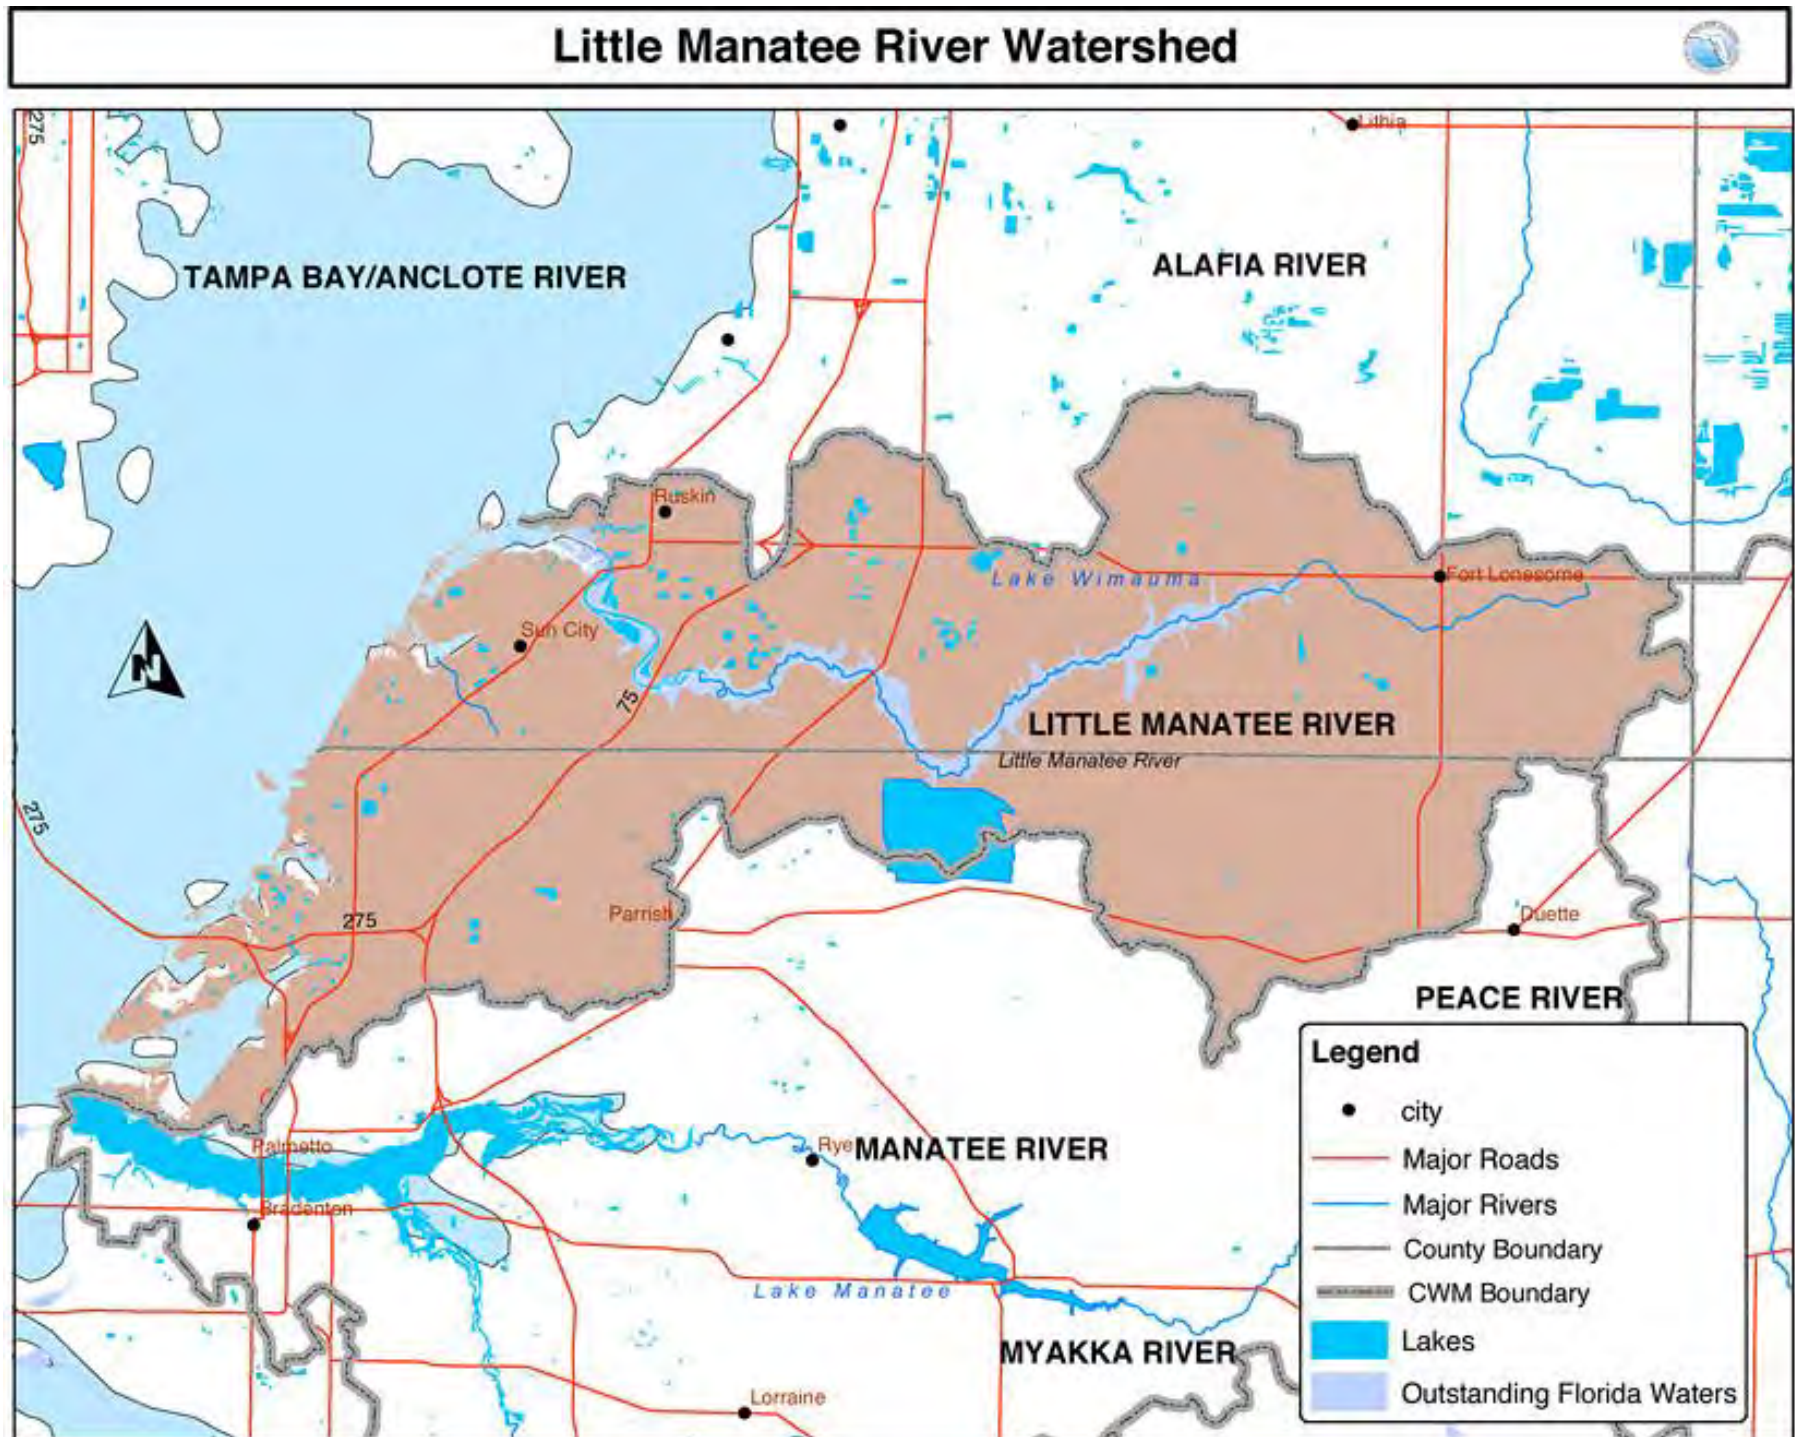 Little Manatee River Watershed
275
Lithia
TAMPA BAY/ANCLOTE RIVER
ALAFIA RIVER
Ruskin
Lake Wimauma
Fort Lonesome
Sun City
N
75
LITTLE MANATEE RIVER
Little Manatee River
275
275
Parrish
Duette
PEACE RIVER
Legend
city
Major Roads
Major Rivers
County Boundary
CWM Boundary
Lakes
Outstanding Florida Waters
Palmetto
Rye
MANATEE RIVER
Bradenton
Lake Manatee
MYAKKA RIVER
Lorraine